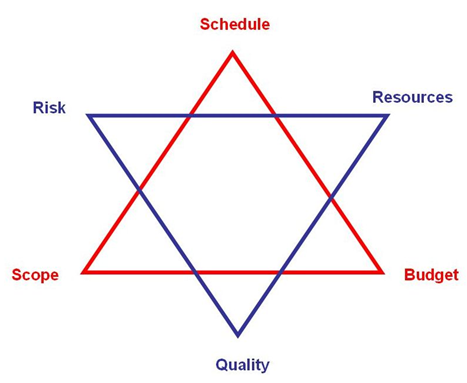 Schedule
Risk
Resources
Scope
Budget
Quality